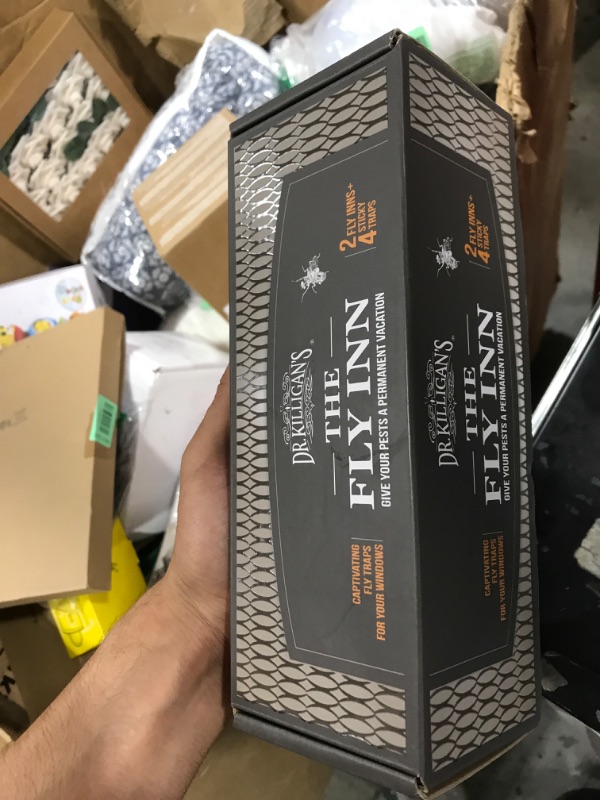 DR. KILLIGAN'S
THE
FLY INN
GIVE YOUR PESTS A PERMANENT VACATION
2 FLY INNS+
4 STICKY
TRAPS
CAPTIVATING
FLY TRAPS
FOR YOUR WINDOWS
DR. KILLIGAN'S
THE
FLY INN
GIVE YOUR PESTS A PERMANENT VACATION
2 FLY INNS+
4 STICKY
TRAPS
CAPTIVATING
FLY TRAPS
FOR YOUR WINDOWS